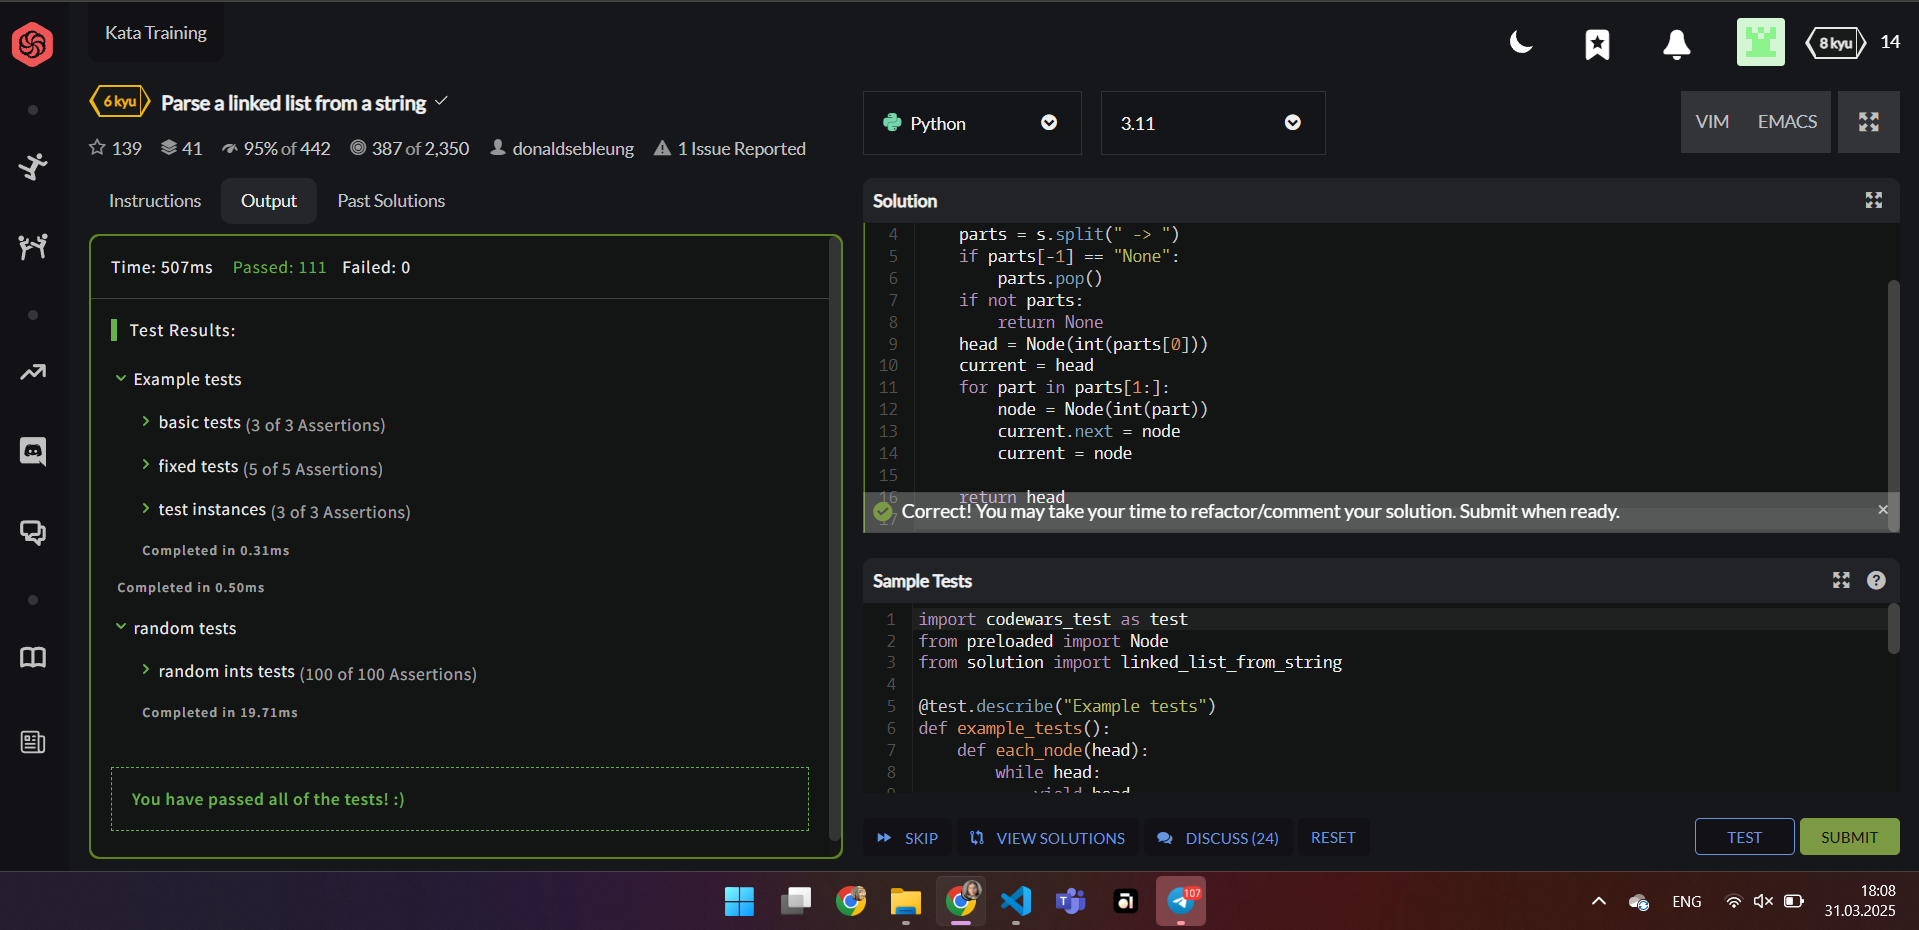 Kata Training
8 kyu 14
6 kyu Parse a linked list from a string
139 41 95% of 442 387 of 2,350 donaldsebleung 1 Issue Reported
Instructions Output Past Solutions
Time: 507ms Passed: 111 Failed: 0
Test Results:
Example tests
basic tests (3 of 3 Assertions)
fixed tests (5 of 5 Assertions)
test instances (3 of 3 Assertions)
Completed in 0.31ms
Completed in 0.50ms
random tests
random ints tests (100 of 100 Assertions)
Completed in 19.71ms
You have passed all of the tests! :)
Python 3.11 VIM EMACS
Solution
4 parts = s.split(" -> ")
5 if parts[-1] == "None":
6 parts.pop()
7 if not parts:
8 return None
9 head = Node(int(parts[0]))
10 current = head
11 for part in parts[1:]:
12 node = Node(int(part))
13 current.next = node
14 current = node
15
16 return head
17
Correct! You may take your time to refactor/comment your solution. Submit when ready. ×
Sample Tests ?
1 import codewars_test as test
2 from preloaded import Node
3 from solution import linked_list_from_string
4
5 @test.describe("Example tests")
6 def example_tests():
7 def each_node(head):
8 while head:
9 yield head
SKIP VIEW SOLUTIONS DISCUSS (24) RESET TEST SUBMIT
107
ENG
18:08
31.03.2025